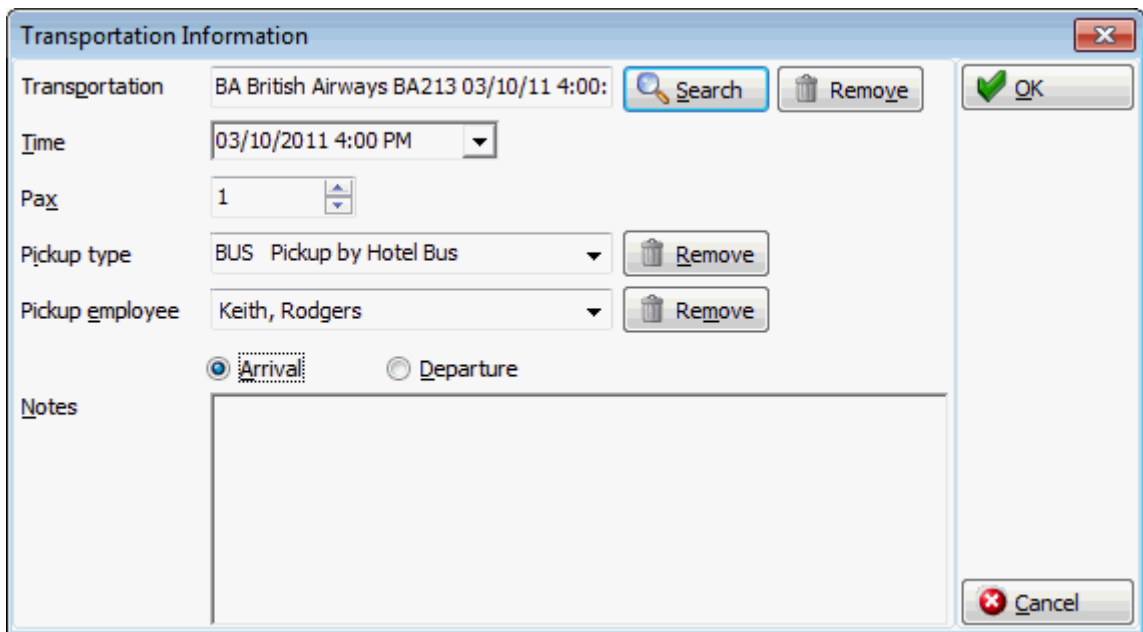 Transportation Information
Transportation BA British Airways BA213 03/10/11 4:00: Search Remove OK
Time 03/10/2011 4:00 PM
Pax 1
Pickup type BUS Pickup by Hotel Bus Remove
Pickup employee Keith, Rodgers Remove
Arrival Departure
Notes
Cancel